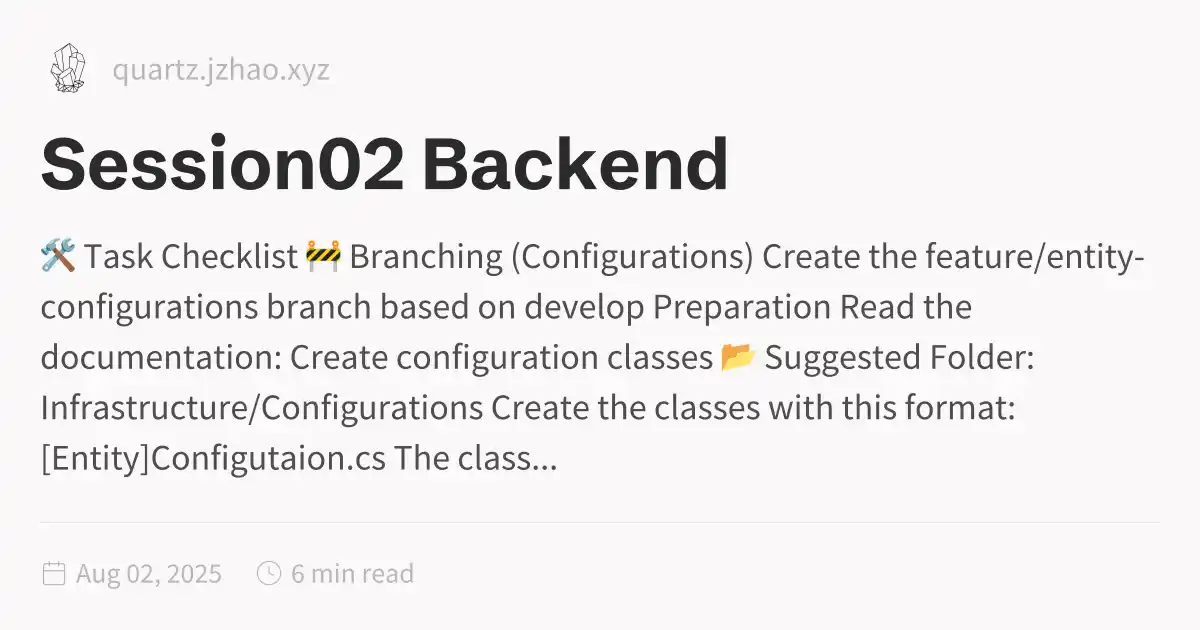 quartz.jzhao.xyz
Session02 Backend
🛠️ Task Checklist 🚧 Branching (Configurations) Create the feature/entity-
configurations branch based on develop Preparation Read the
documentation: Create configuration classes 📂 Suggested Folder:
Infrastructure/Configurations Create the classes with this format:
[Entity]Configutaion.cs The class...
Aug 02, 2025 6 min read